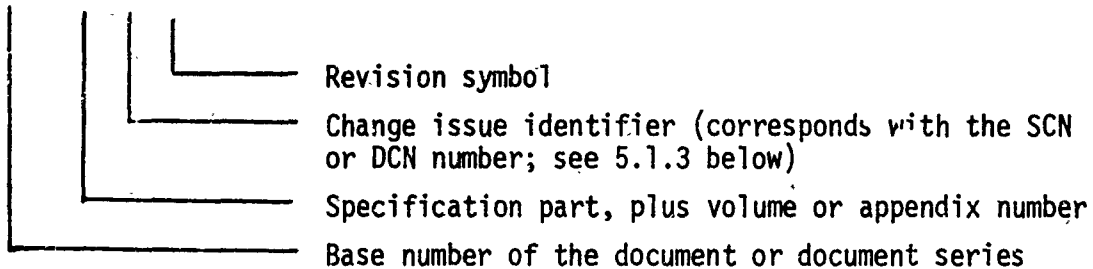 Revision symbol
Change issue identifier (corresponds with the SCN
or DCN number; see 5.1.3 below)
Specification part, plus volume or appendix number
Base number of the document or document series